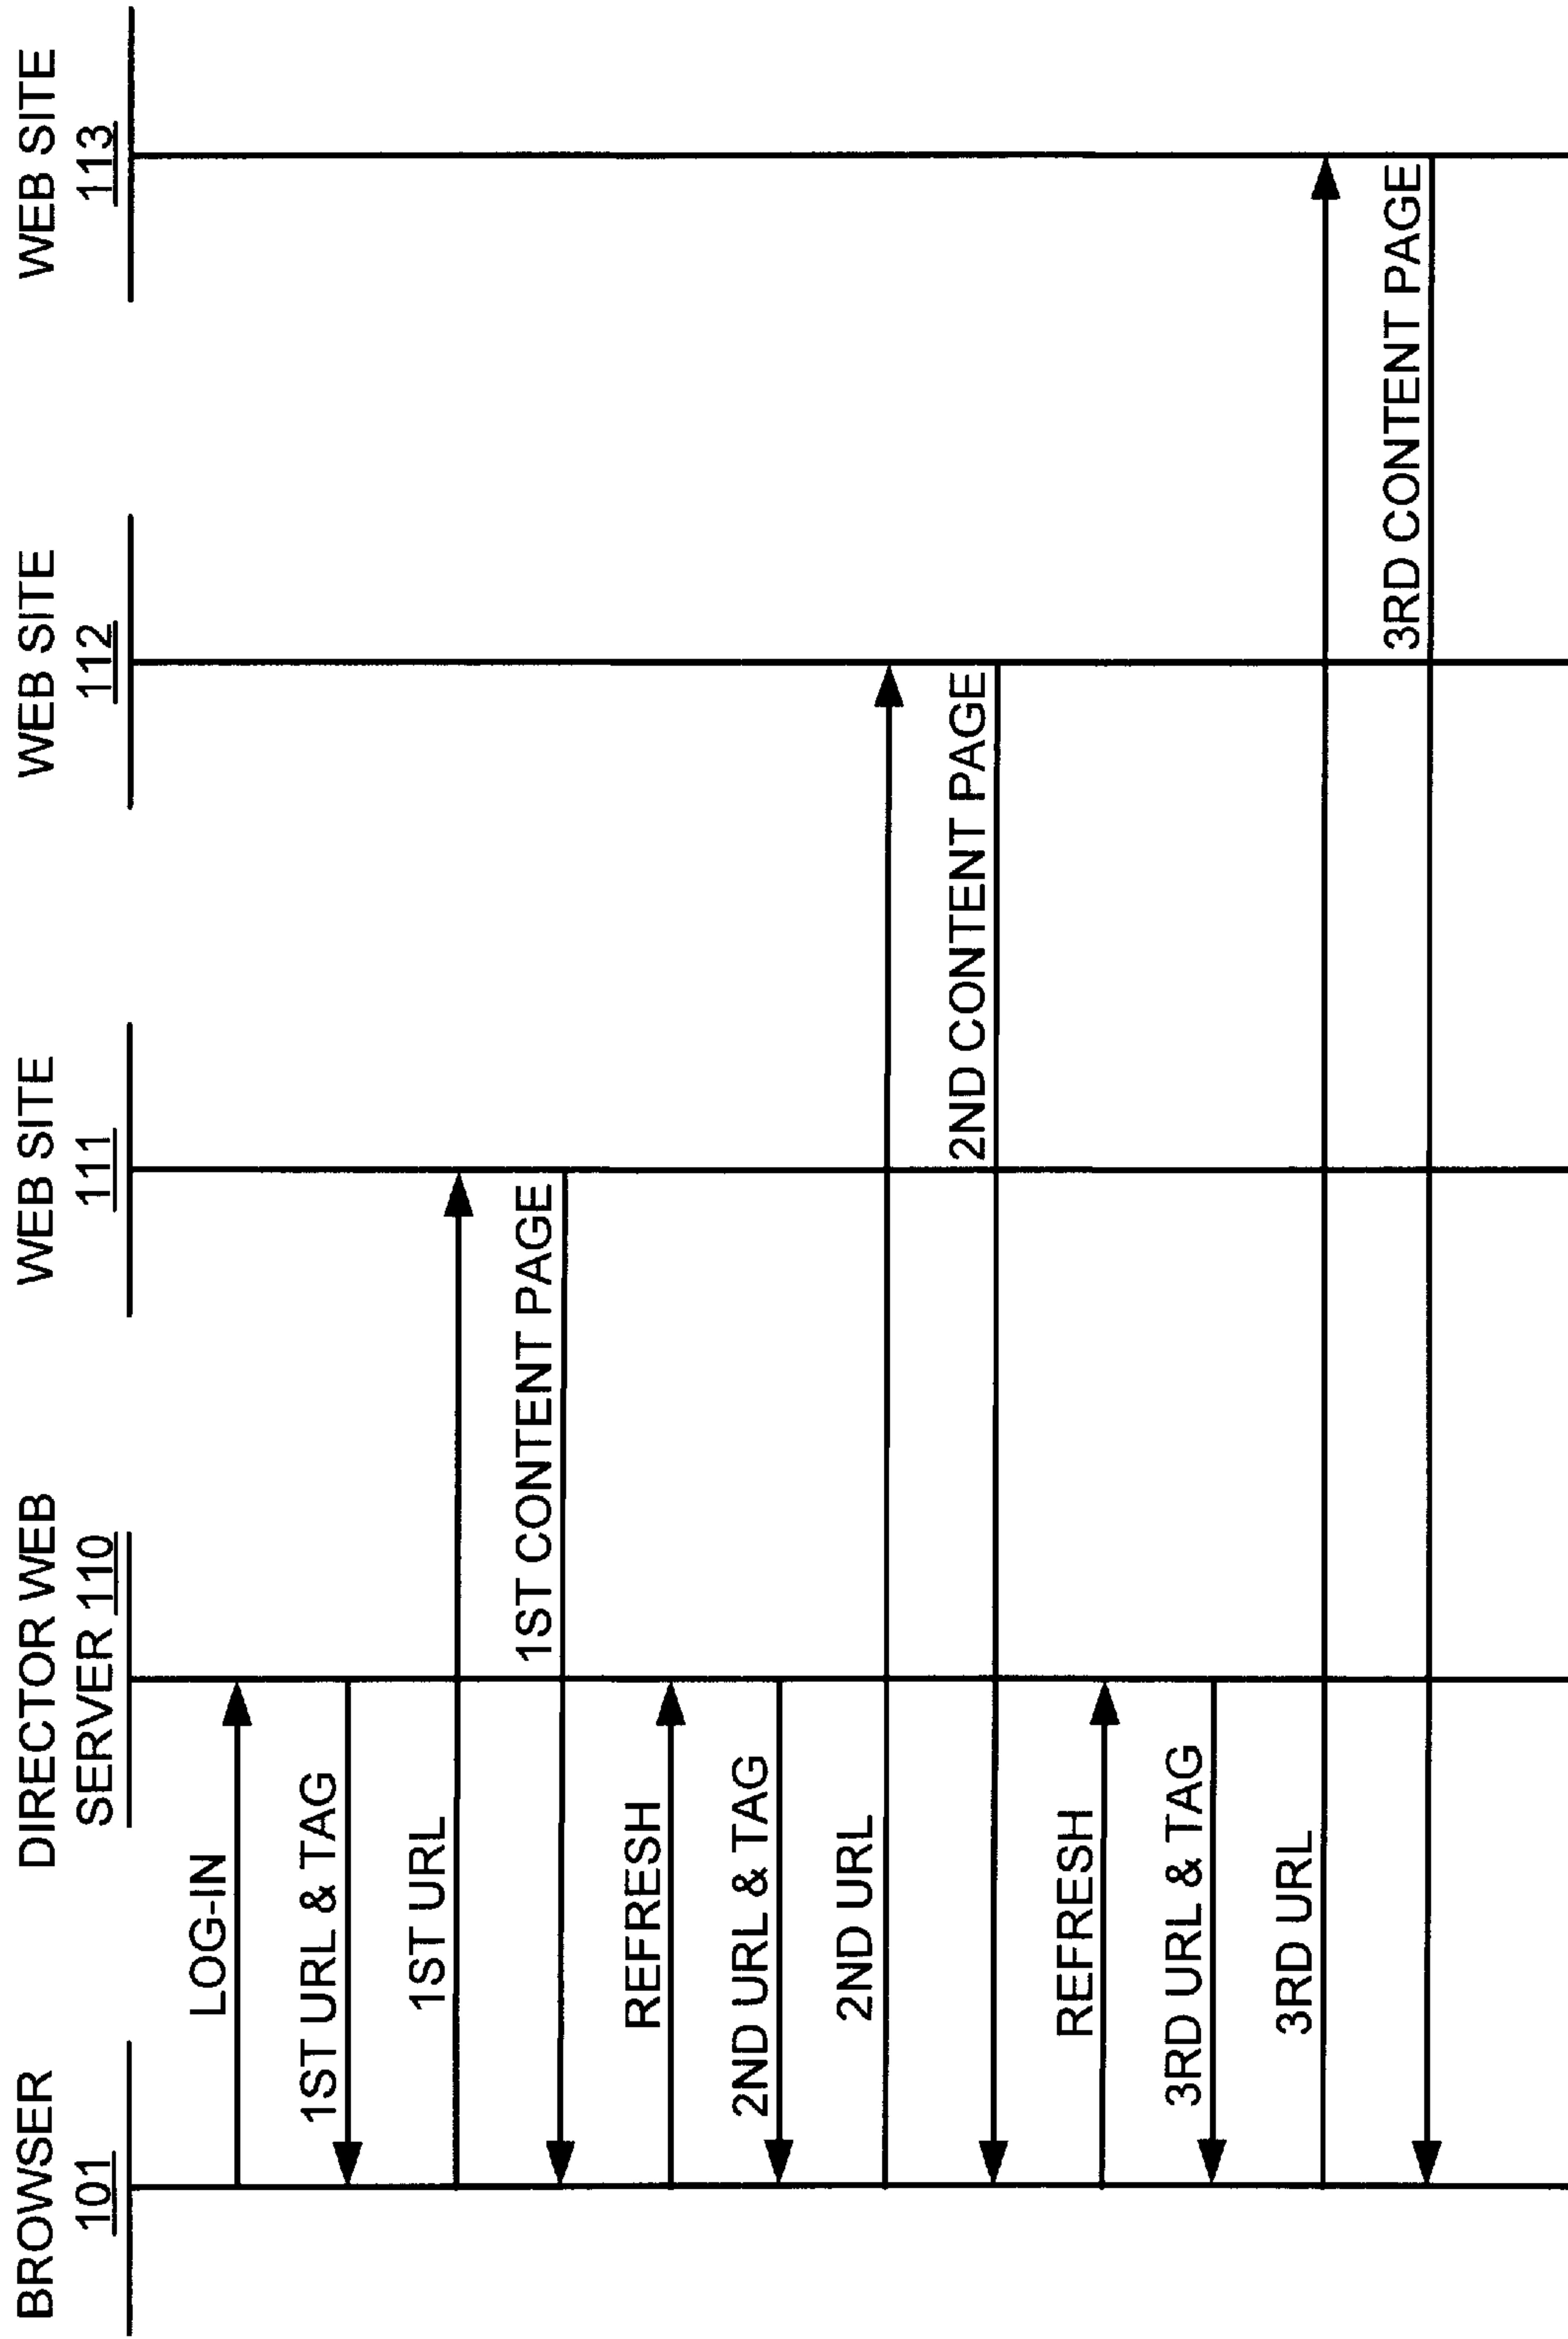 BROWSER
101
DIRECTOR WEB
SERVER 110
WEB SITE
111
WEB SITE
112
WEB SITE
113
LOG-IN
1ST URL & TAG
1ST URL
1ST CONTENT PAGE
REFRESH
2ND URL & TAG
2ND URL
2ND CONTENT PAGE
REFRESH
3RD URL & TAG
3RD URL
3RD CONTENT PAGE